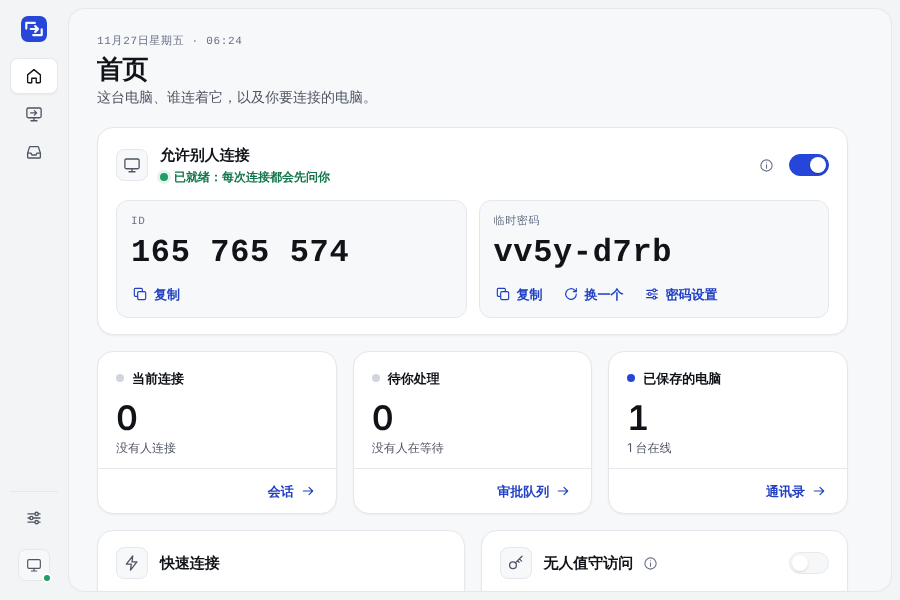 11月27日星期五 · 06:24
首页
这台电脑、谁连着它，以及你要连接的电脑。
允许别人连接
已就绪：每次连接都会先问你
ID
165 765 574
复制
临时密码
vv5y-d7rb
复制
换一个
密码设置
当前连接
0
没有人连接
会话
待你处理
0
没有人在等待
审批队列
已保存的电脑
1
1 台在线
通讯录
快速连接
无人值守访问